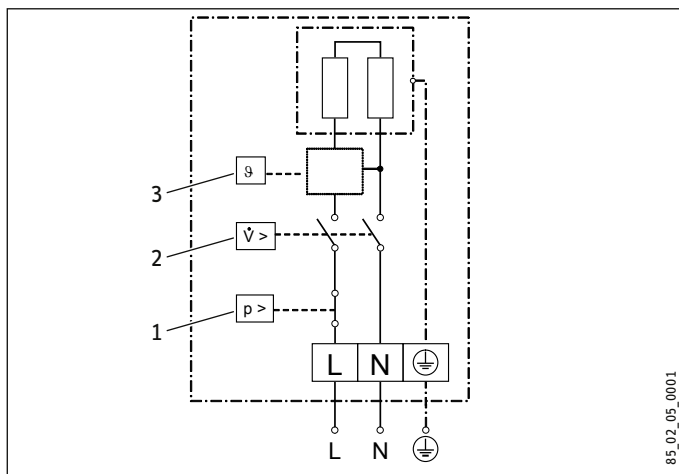 3
ϑ
2
V̇ >
1
p >
L N ⏚
L N ⏚
85_02_05_0001